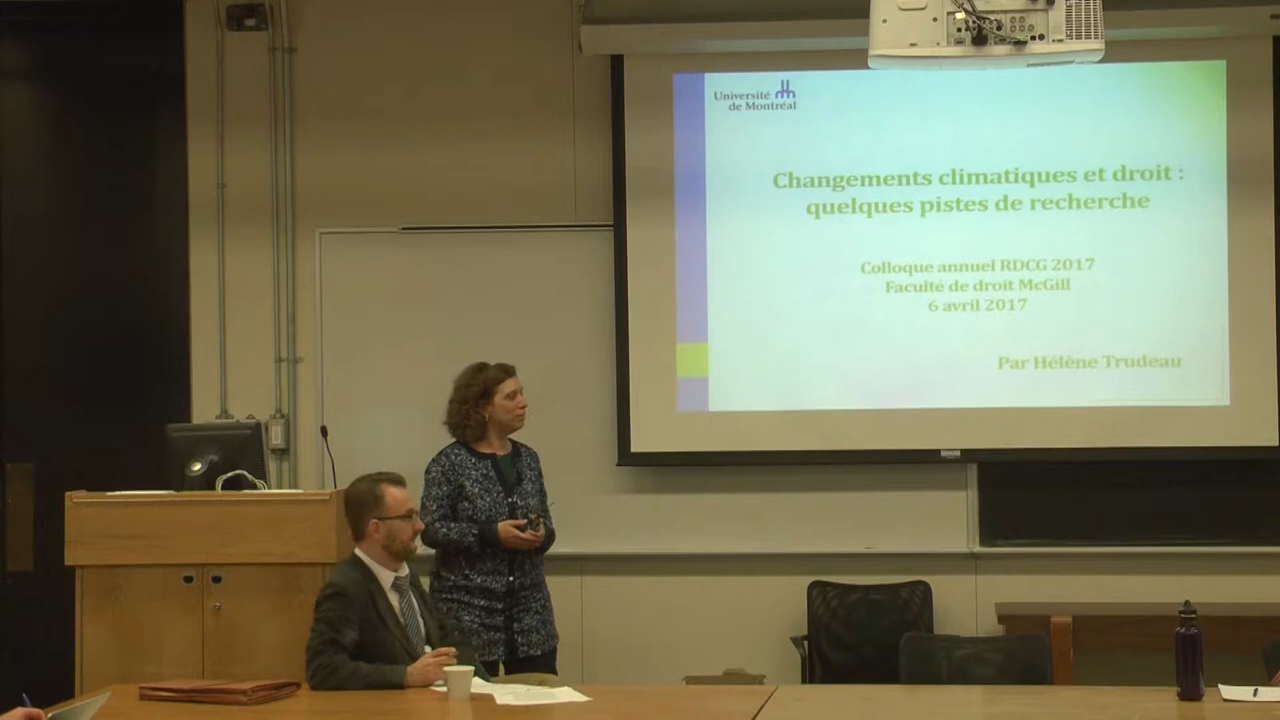 Université
de Montréal
Changements climatiques et droit :
quelques pistes de recherche
Colloque annuel RDCG 2017
Faculté de droit McGill
6 avril 2017
Par Hélène Trudeau